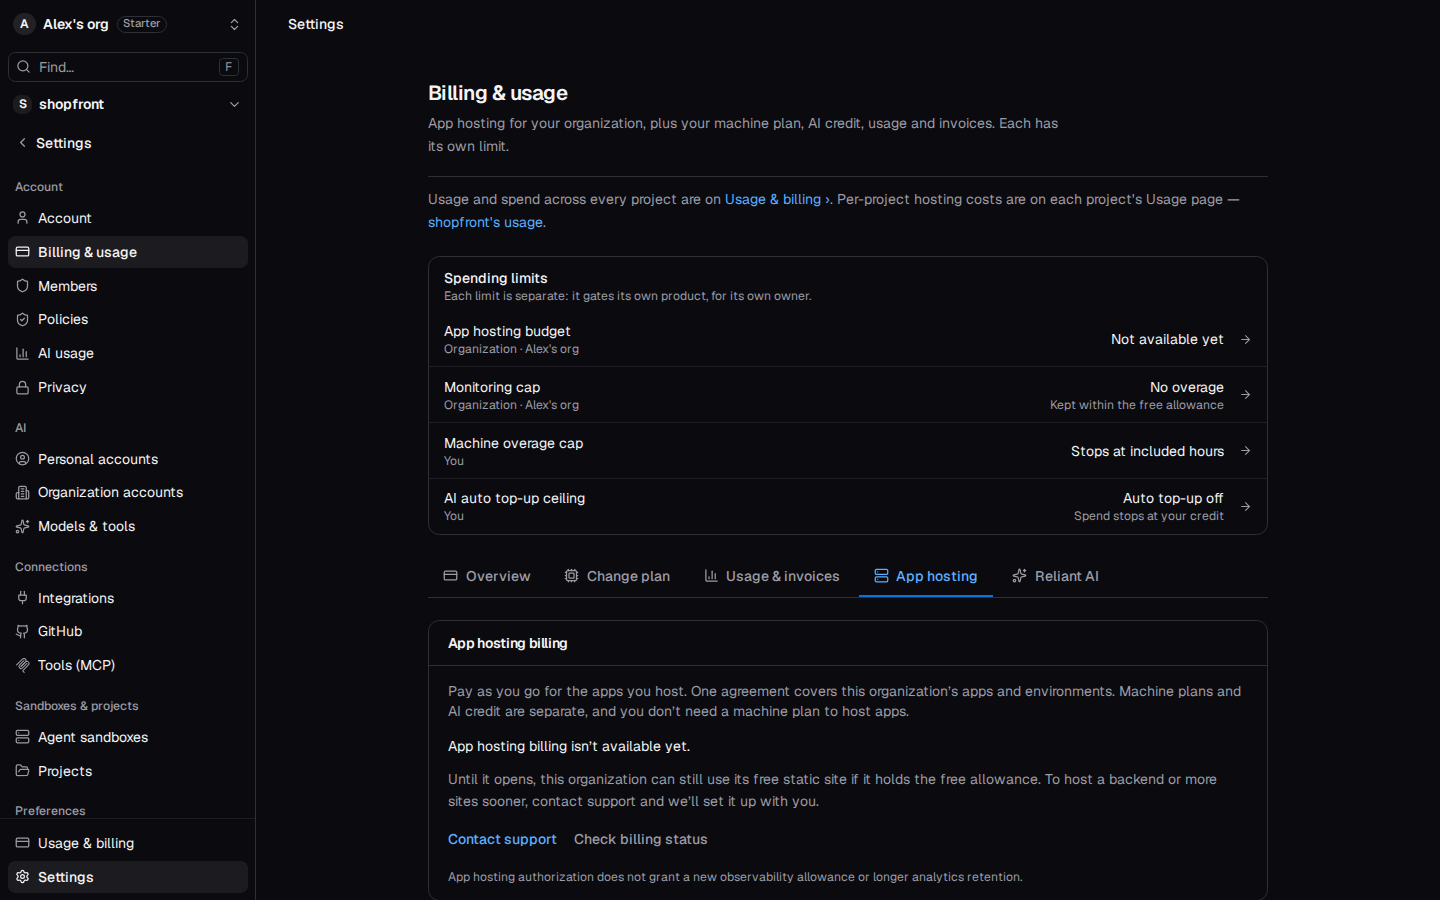 A Alex's org Starter
Find... F
S shopfront
Settings
Account
Account
Billing & usage
Members
Policies
AI usage
Privacy
AI
Personal accounts
Organization accounts
Models & tools
Connections
Integrations
GitHub
Tools (MCP)
Sandboxes & projects
Agent sandboxes
Projects
Preferences
Usage & billing
Settings
Settings
Billing & usage
App hosting for your organization, plus your machine plan, AI credit, usage and invoices. Each has
its own limit.
Usage and spend across every project are on Usage & billing ›. Per-project hosting costs are on each project's Usage page —
shopfront's usage.
Spending limits
Each limit is separate: it gates its own product, for its own owner.
App hosting budget
Organization · Alex's org
Not available yet
Monitoring cap
Organization · Alex's org
No overage
Kept within the free allowance
Machine overage cap
You
Stops at included hours
AI auto top-up ceiling
You
Auto top-up off
Spend stops at your credit
Overview Change plan Usage & invoices App hosting Reliant AI
App hosting billing
Pay as you go for the apps you host. One agreement covers this organization's apps and environments. Machine plans and
AI credit are separate, and you don't need a machine plan to host apps.
App hosting billing isn't available yet.
Until it opens, this organization can still use its free static site if it holds the free allowance. To host a backend or more
sites sooner, contact support and we'll set it up with you.
Contact support Check billing status
App hosting authorization does not grant a new observability allowance or longer analytics retention.